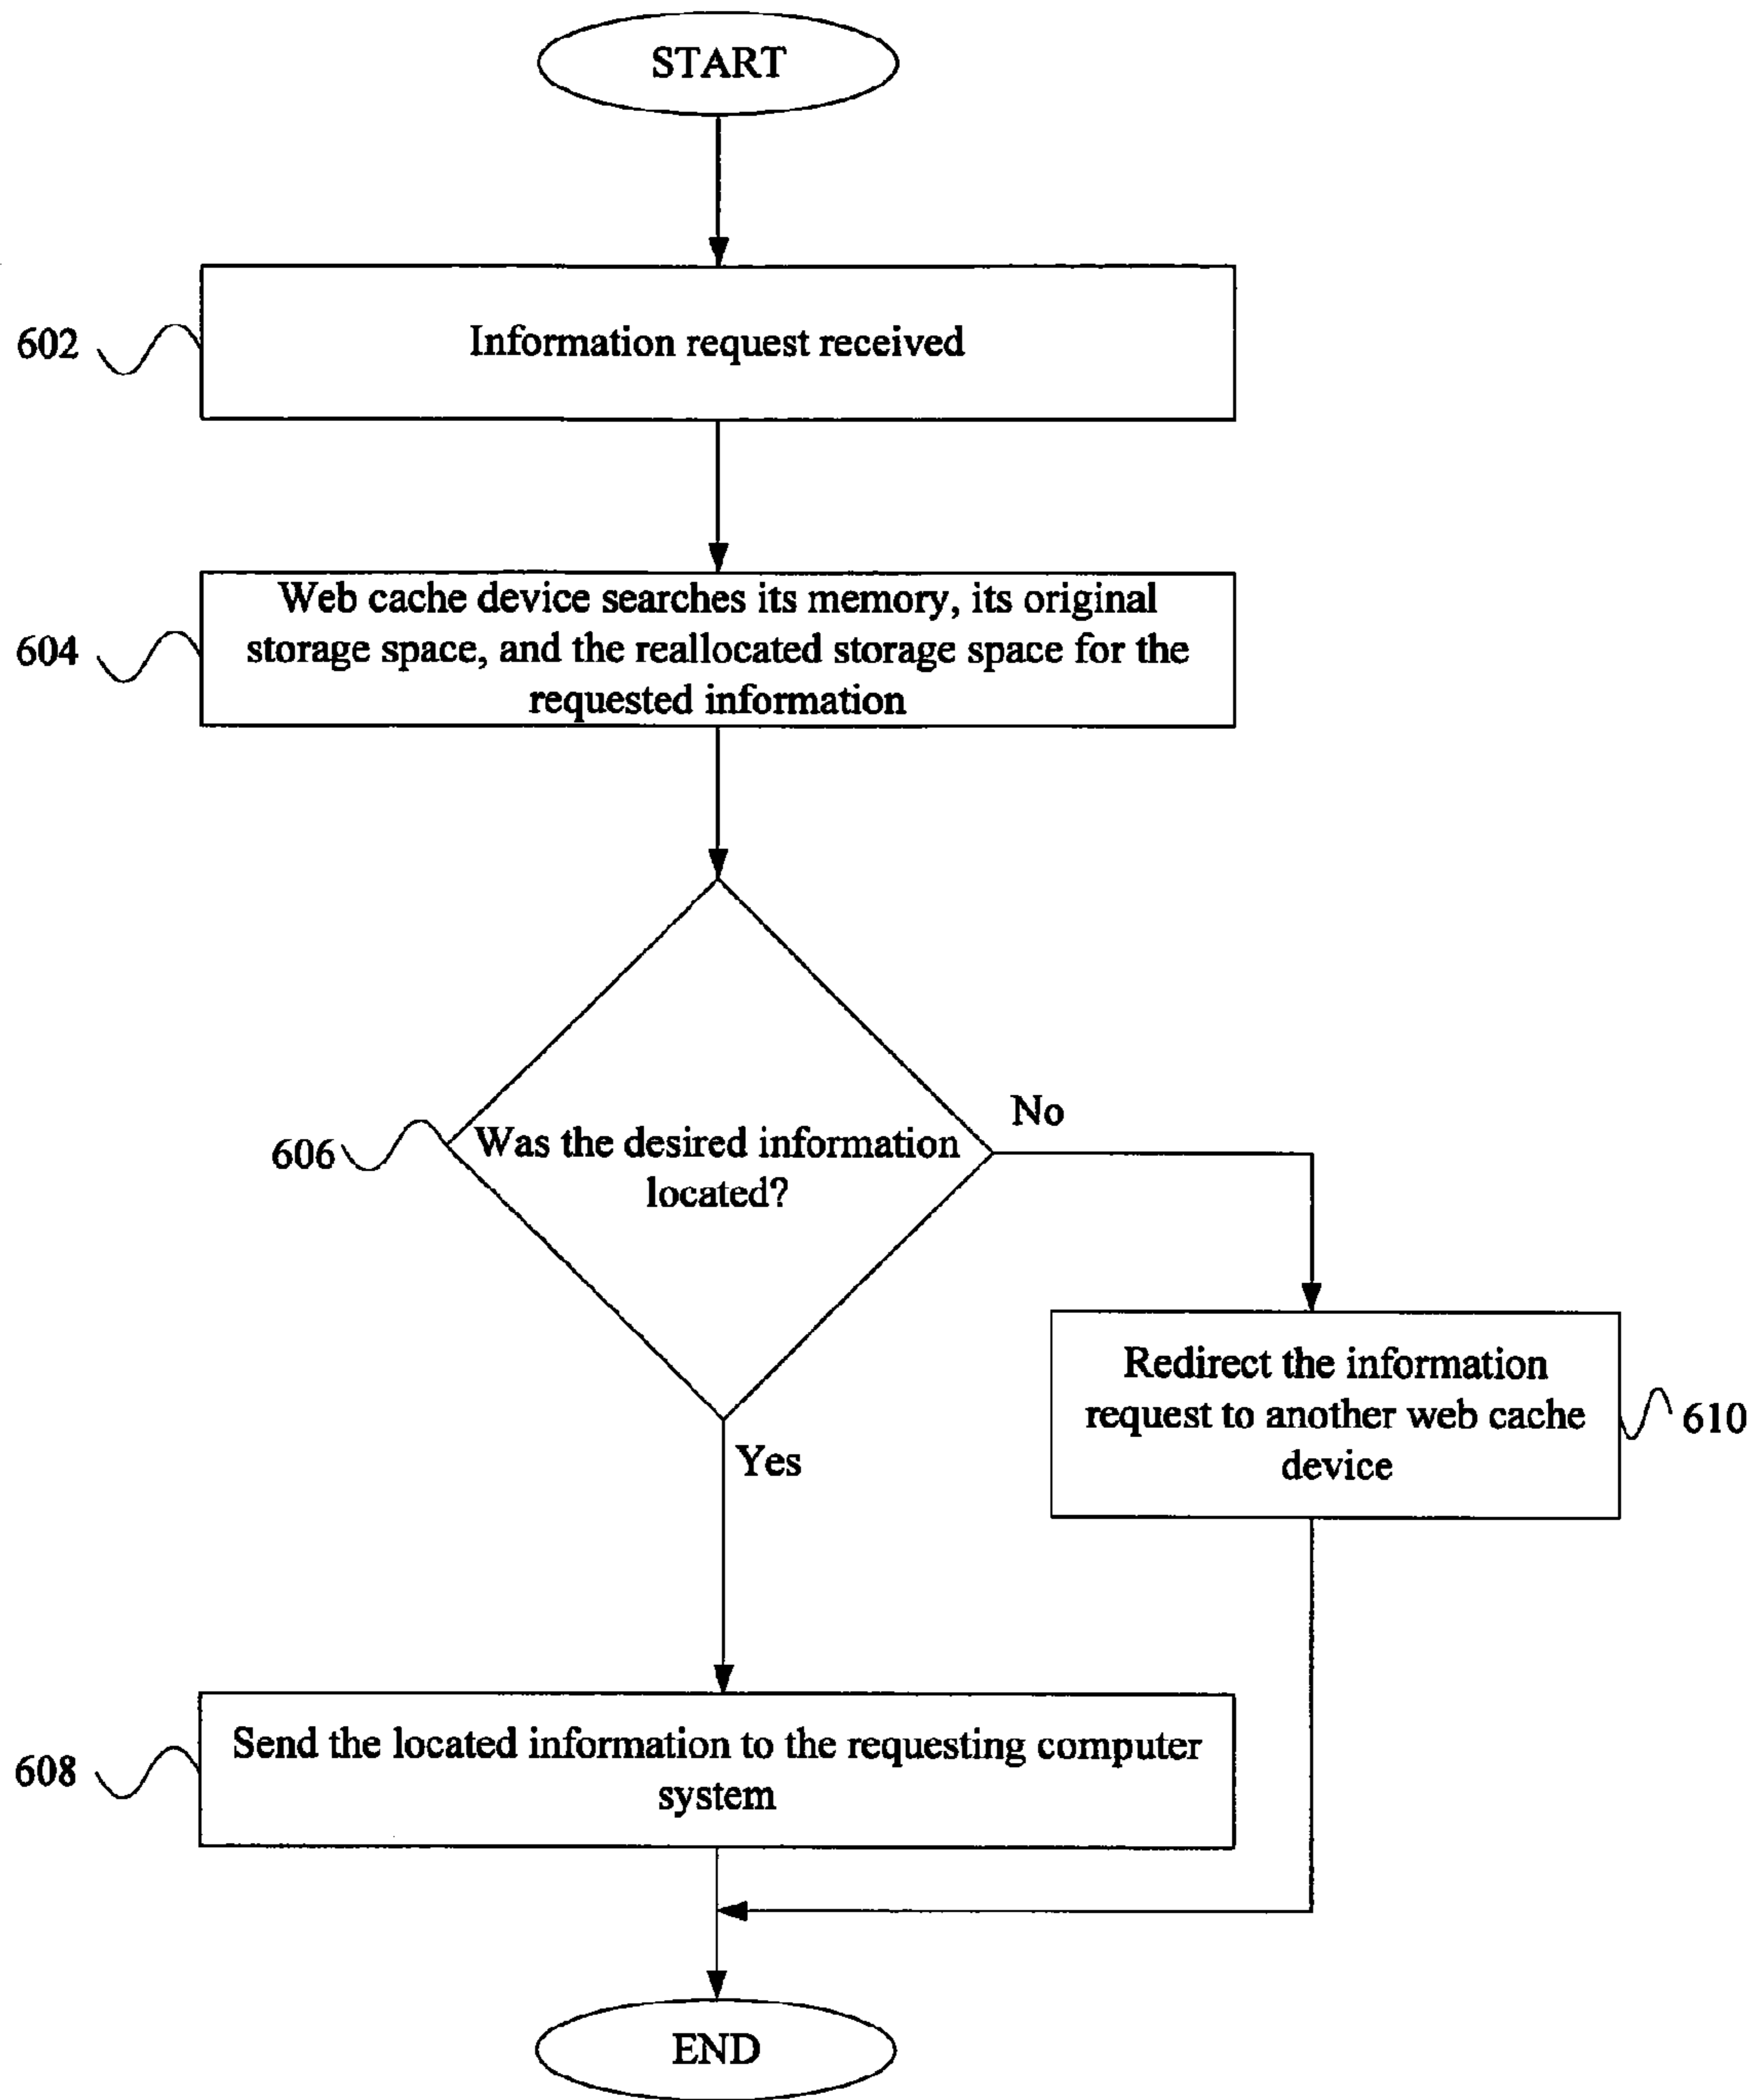 START
602
Information request received
604
Web cache device searches its memory, its original
storage space, and the reallocated storage space for the
requested information
606
Was the desired information
located?
No
Yes
Redirect the information
request to another web cache
device
610
608
Send the located information to the requesting computer
system
END